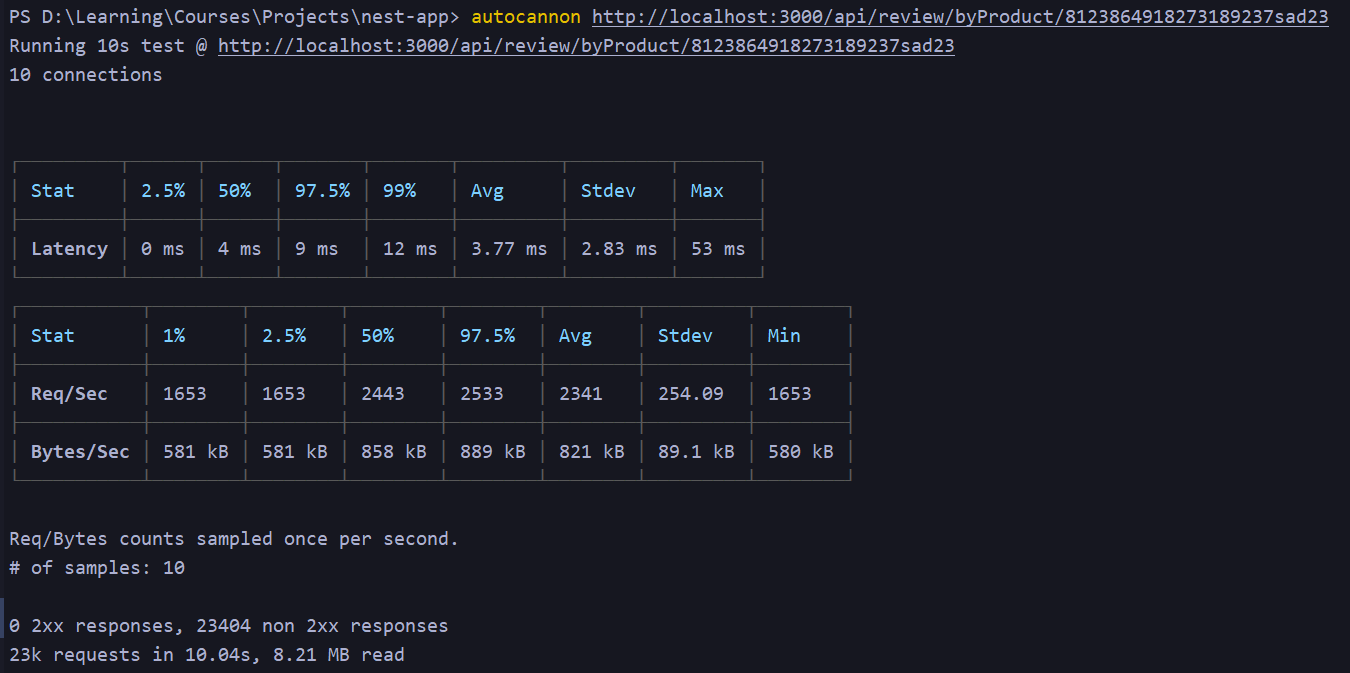 PS D:\Learning\Courses\Projects\nest-app> autocannon http://localhost:3000/api/review/byProduct/8123864918273189237sad23
Running 10s test @ http://localhost:3000/api/review/byProduct/8123864918273189237sad23
10 connections
Stat 2.5% 50% 97.5% 99% Avg Stdev Max
Latency 0 ms 4 ms 9 ms 12 ms 3.77 ms 2.83 ms 53 ms
Stat 1% 2.5% 50% 97.5% Avg Stdev Min
Req/Sec 1653 1653 2443 2533 2341 254.09 1653
Bytes/Sec 581 kB 581 kB 858 kB 889 kB 821 kB 89.1 kB 580 kB
Req/Bytes counts sampled once per second.
# of samples: 10
0 2xx responses, 23404 non 2xx responses
23k requests in 10.04s, 8.21 MB read